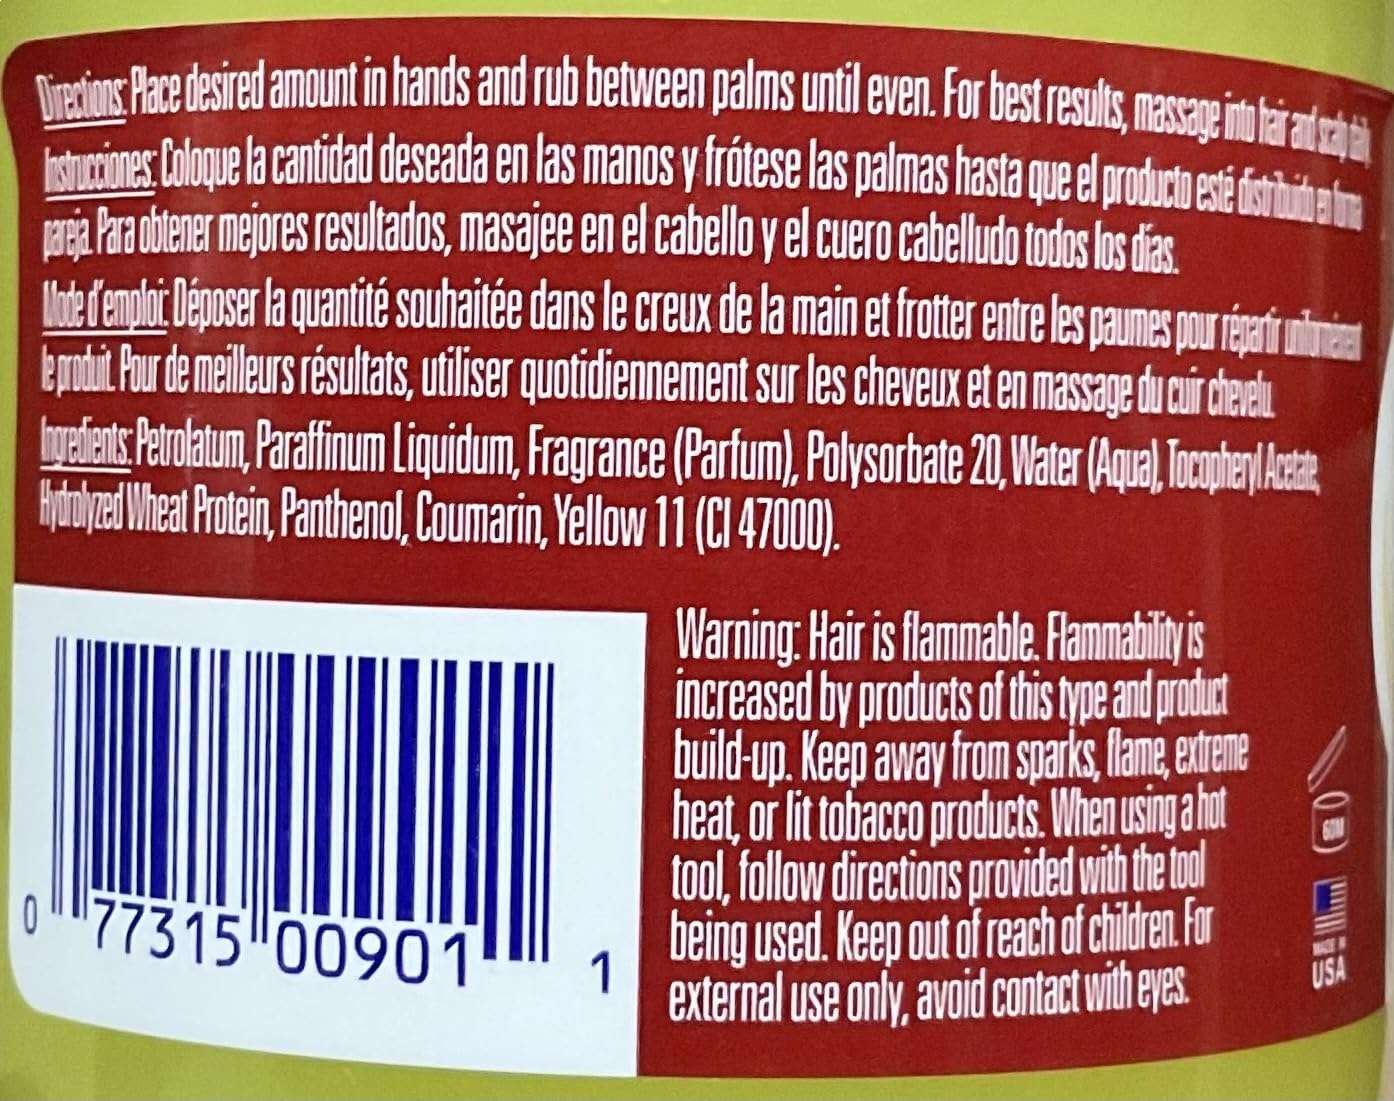 Directions: Place desired amount in hands and rub between palms until even. For best results, massage into hair and scalp daily.
Instrucciones: Coloque la cantidad deseada en las manos y frótese las palmas hasta que el producto esté distribuido en forma
pareja. Para obtener mejores resultados, masajee en el cabello y el cuero cabelludo todos los días.
Mode d'emploi: Déposer la quantité souhaitée dans le creux de la main et frotter entre les paumes pour répartir uniformément
le produit. Pour de meilleurs résultats, utiliser quotidiennement sur les cheveux et en massage du cuir chevelu.
Ingredients: Petrolatum, Paraffinum Liquidum, Fragrance (Parfum), Polysorbate 20, Water (Aqua), Tocopheryl Acetate,
Hydrolyzed Wheat Protein, Panthenol, Coumarin, Yellow 11 (CI 47000).
Warning: Hair is flammable. Flammability is
increased by products of this type and product
build-up. Keep away from sparks, flame, extreme
heat, or lit tobacco products. When using a hot
tool, follow directions provided with the tool
being used. Keep out of reach of children. For
external use only, avoid contact with eyes.
0 77315 00901 1
60M
MADE IN
USA